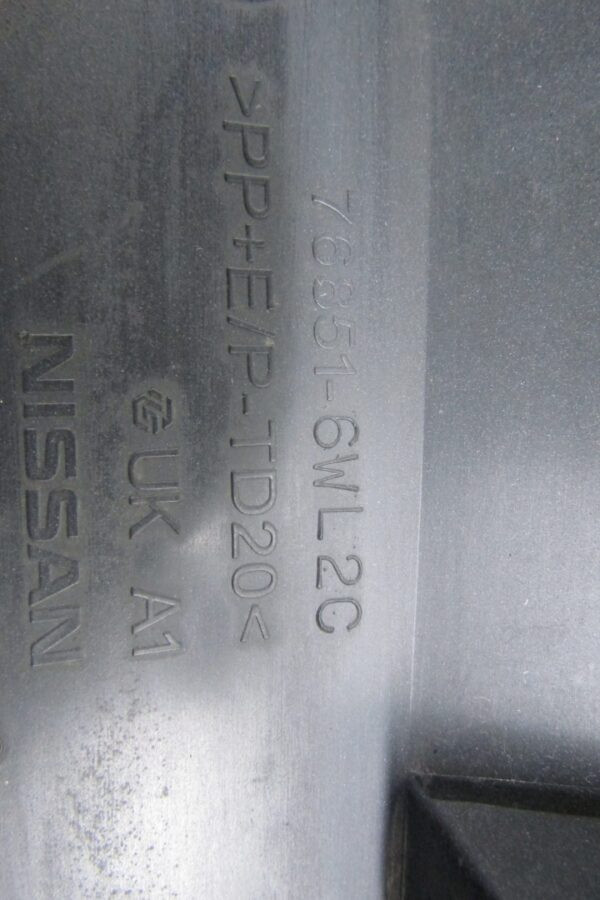 76851-6WL2C
>PP+E/P-TD20<
UK A1
NISSAN